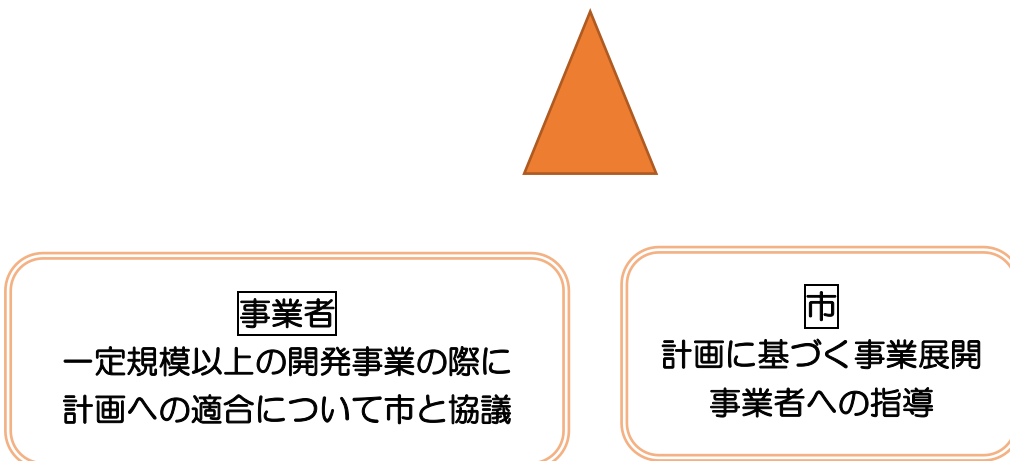 事業者
一定規模以上の開発事業の際に
計画への適合について市と協議
市
計画に基づく事業展開
事業者への指導